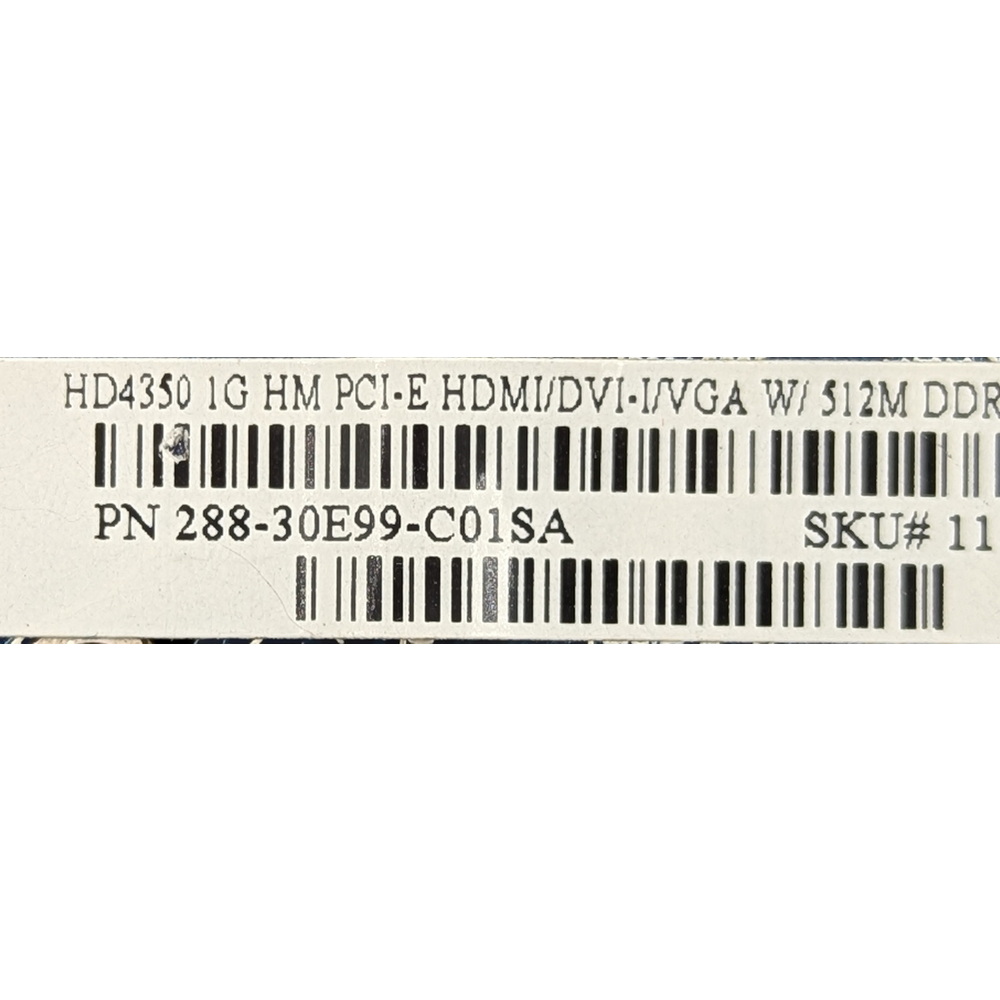 HD4350 1G HM PCI-E HDMI/DVI-I/VGA W/ 512M DDR
PN 288-30E99-C01SA SKU# 11